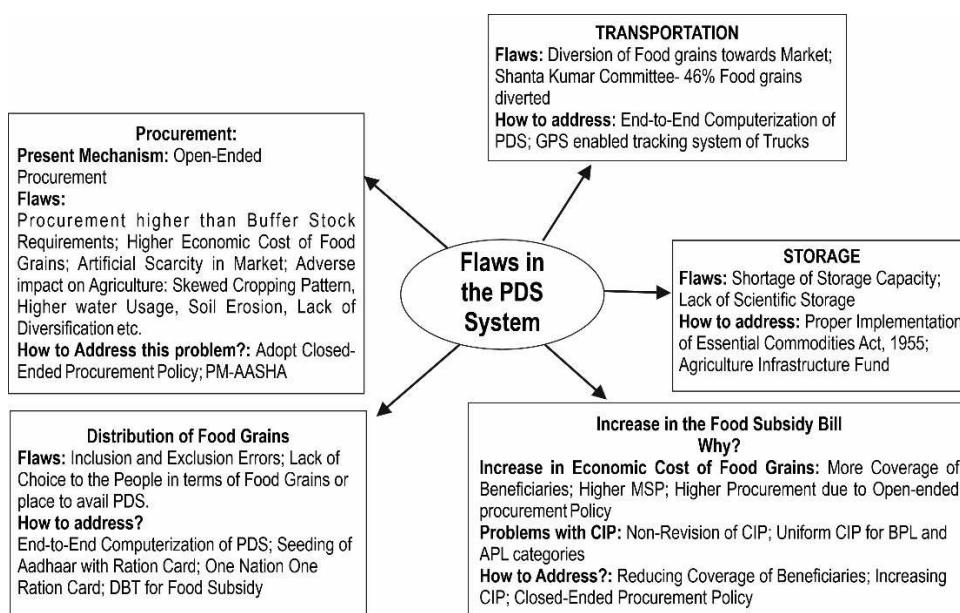 TRANSPORTATION
Flaws: Diversion of Food grains towards Market;
Shanta Kumar Committee- 46% Food grains
diverted
How to address: End-to-End Computerization of
PDS; GPS enabled tracking system of Trucks
Procurement:
Present Mechanism: Open-Ended
Procurement
Flaws:
Procurement higher than Buffer Stock
Requirements; Higher Economic Cost of Food
Grains; Artificial Scarcity in Market; Adverse
impact on Agriculture: Skewed Cropping Pattern,
Higher water Usage, Soil Erosion, Lack of
Diversification etc.
How to Address this problem?: Adopt Closed-
Ended Procurement Policy; PM-AASHA
Flaws in
the PDS
System
STORAGE
Flaws: Shortage of Storage Capacity;
Lack of Scientific Storage
How to address: Proper Implementation
of Essential Commodities Act, 1955;
Agriculture Infrastructure Fund
Distribution of Food Grains
Flaws: Inclusion and Exclusion Errors; Lack of
Choice to the People in terms of Food Grains or
place to avail PDS.
How to address?
End-to-End Computerization of PDS; Seeding of
Aadhaar with Ration Card; One Nation One
Ration Card; DBT for Food Subsidy
Increase in the Food Subsidy Bill
Why?
Increase in Economic Cost of Food Grains: More Coverage of
Beneficiaries; Higher MSP; Higher Procurement due to Open-ended
procurement Policy
Problems with CIP: Non-Revision of CIP; Uniform CIP for BPL and
APL categories
How to Address?: Reducing Coverage of Beneficiaries; Increasing
CIP; Closed-Ended Procurement Policy